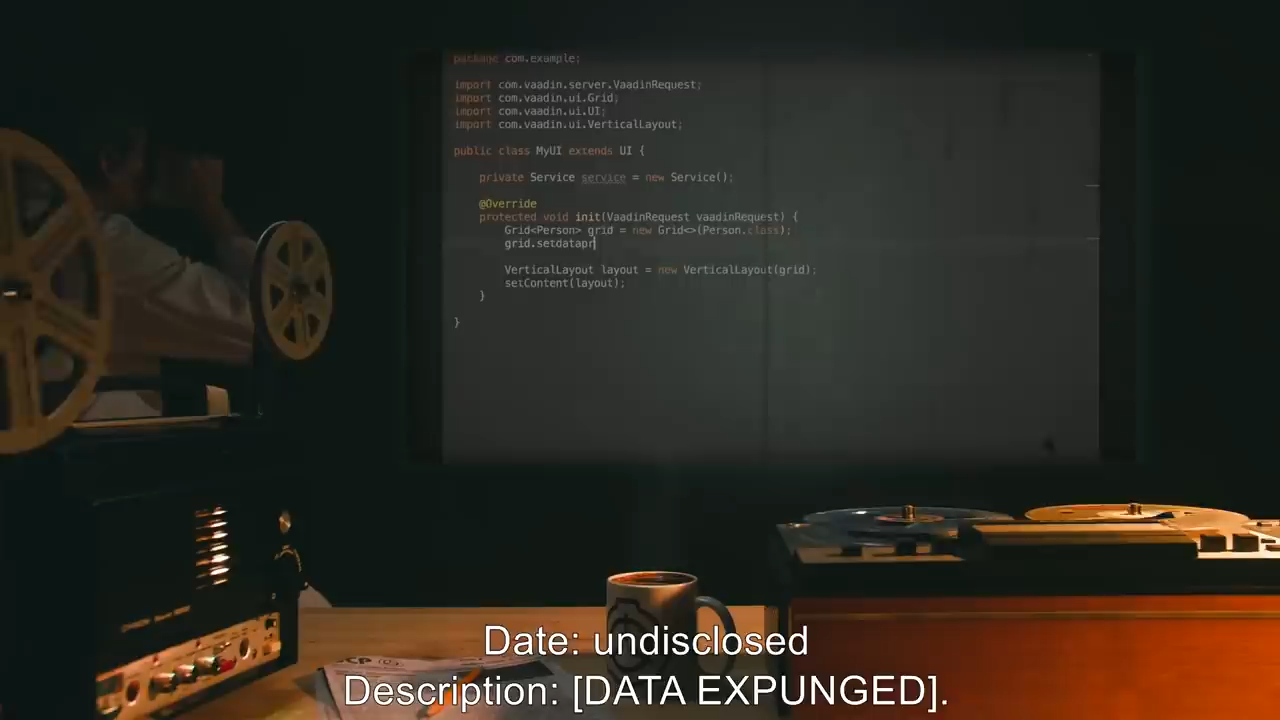 package com.example;
import com.vaadin.server.VaadinRequest;
import com.vaadin.ui.Grid;
import com.vaadin.ui.UI;
import com.vaadin.ui.VerticalLayout;
public class MyUI extends UI {
private Service service = new Service();
@Override
protected void init(VaadinRequest vaadinRequest) {
Grid<Person> grid = new Grid<>(Person.class);
grid.setdatapr
VerticalLayout layout = new VerticalLayout(grid);
setContent(layout);
}
}
Date: undisclosed
Description: [DATA EXPUNGED].